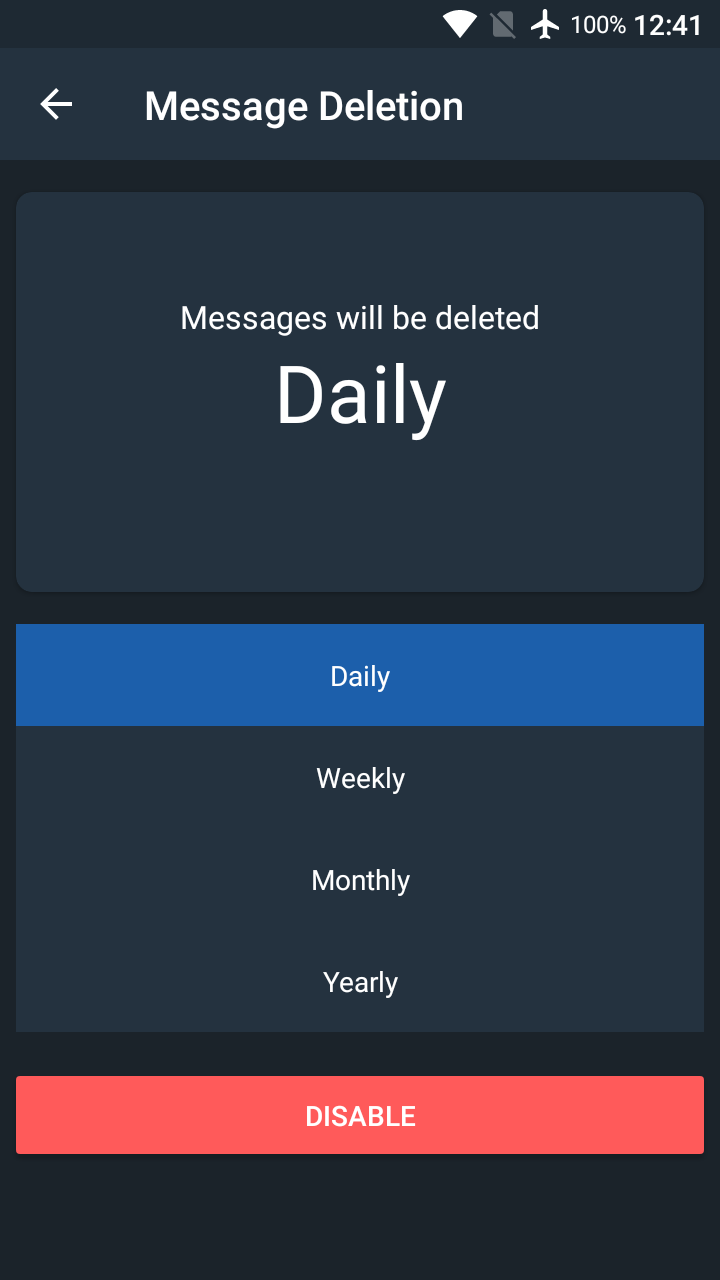 100% 12:41
Message Deletion
Messages will be deleted
Daily
Daily
Weekly
Monthly
Yearly
DISABLE